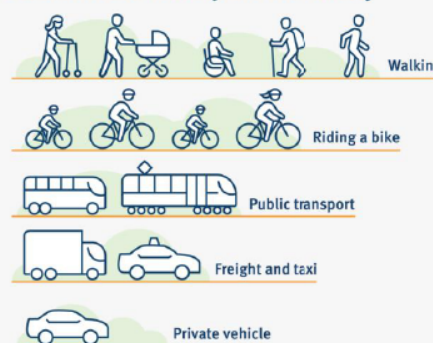 Walkin
Riding a bike
Public transport
Freight and taxi
Private vehicle